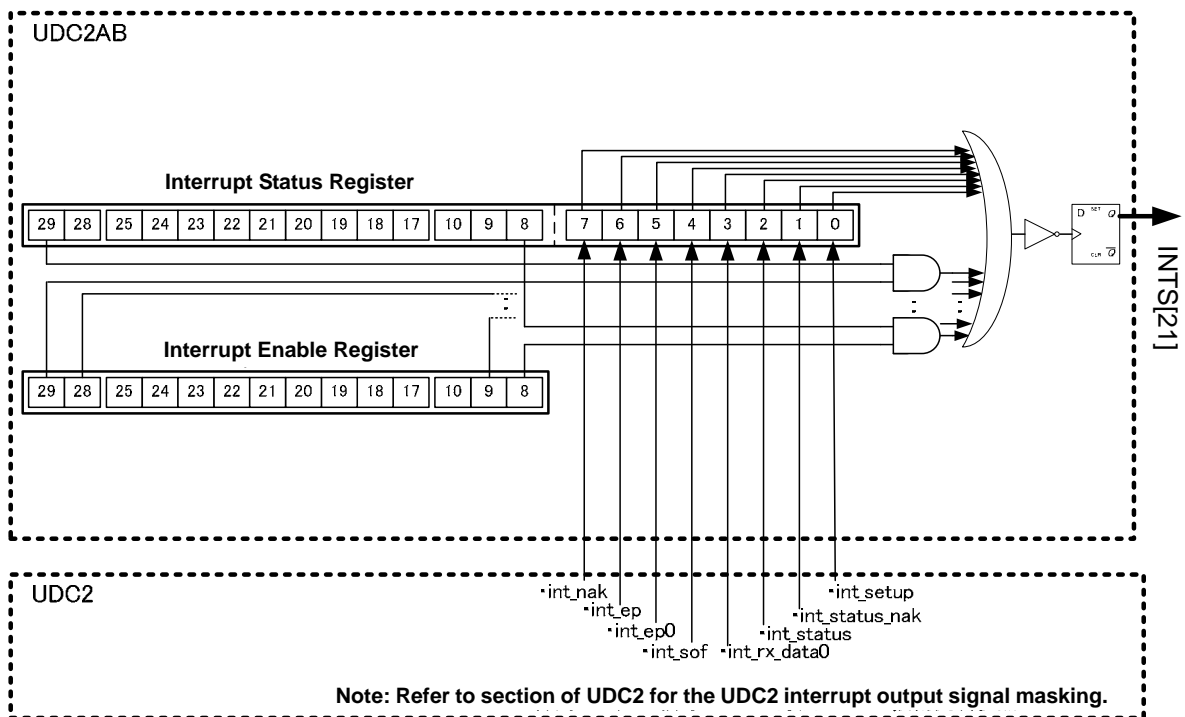 UDC2AB
Interrupt Status Register
29 28 25 24 23 22 21 20 19 18 17 10 9 8 7 6 5 4 3 2 1 0
D SET Q
CLR Q
INTS[21]
Interrupt Enable Register
29 28 25 24 23 22 21 20 19 18 17 10 9 8
UDC2
・int_nak
・int_ep
・int_ep0
・int_sof
・int_rx_data0
・int_status
・int_status_nak
・int_setup
Note: Refer to section of UDC2 for the UDC2 interrupt output signal masking.